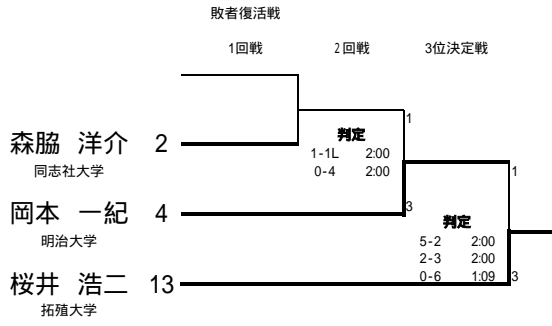 敗者復活戦
1回戦 2回戦 3位決定戦
1
判定
森脇 洋介 2
1-1L 2:00
同志社大学
0-4 2:00
1
岡本 一紀 4
3
明治大学
判定
5-2 2:00
2-3 2:00
桜井 浩二 13
0-6 1:09
3
拓殖大学